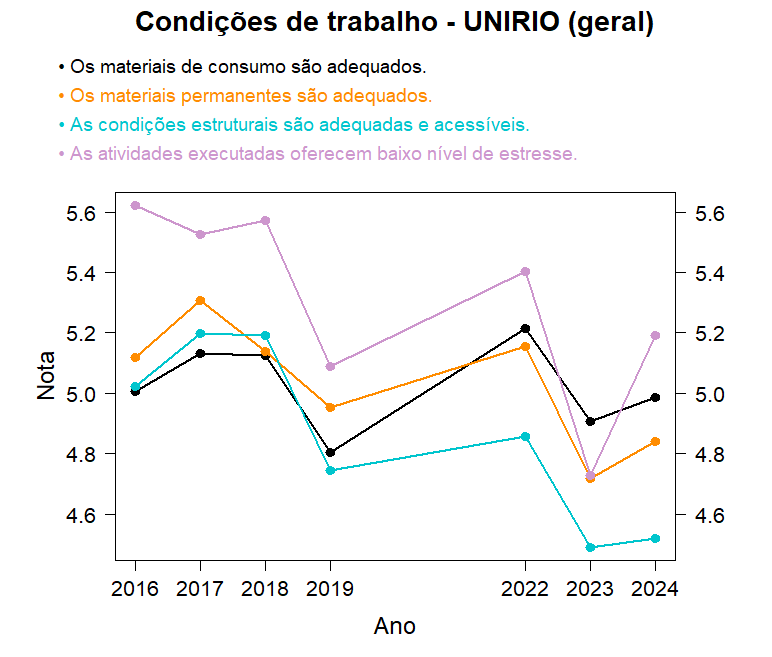 Condições de trabalho - UNIRIO (geral)
• Os materiais de consumo são adequados.
• Os materiais permanentes são adequados.
• As condições estruturais são adequadas e acessíveis.
• As atividades executadas oferecem baixo nível de estresse.
5.6 5.6
5.4 5.4
5.2 5.2
5.0 5.0
4.8 4.8
4.6 4.6
Nota
2016 2017 2018 2019 2022 2023 2024
Ano